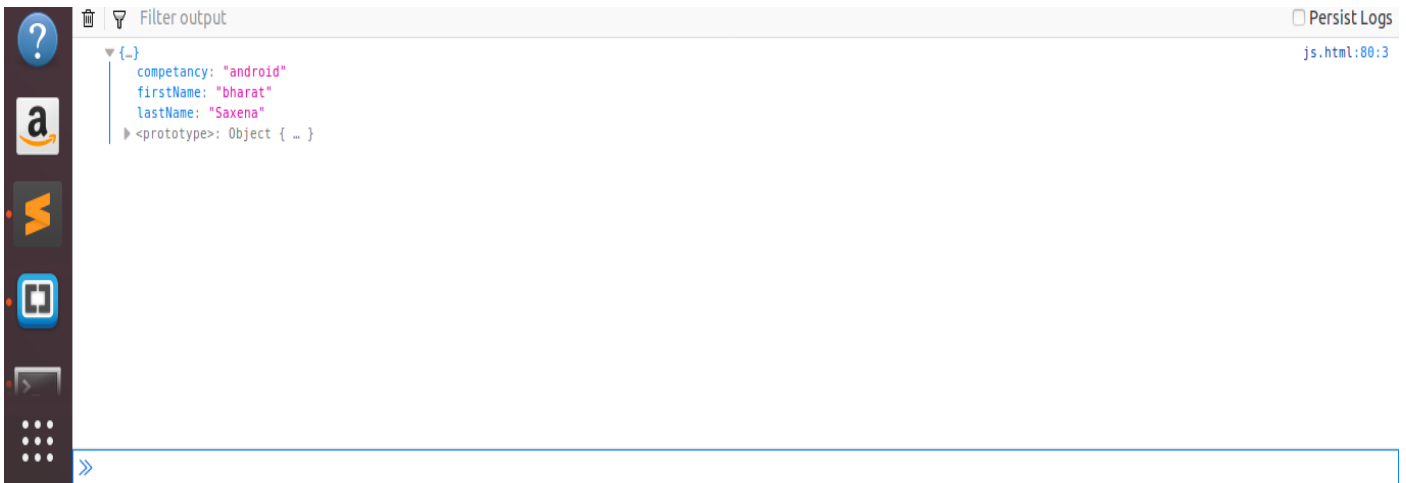 Filter output
Persist Logs
{…}
js.html:80:3
competancy: "android"
firstName: "bharat"
lastName: "Saxena"
<prototype>: Object { … }